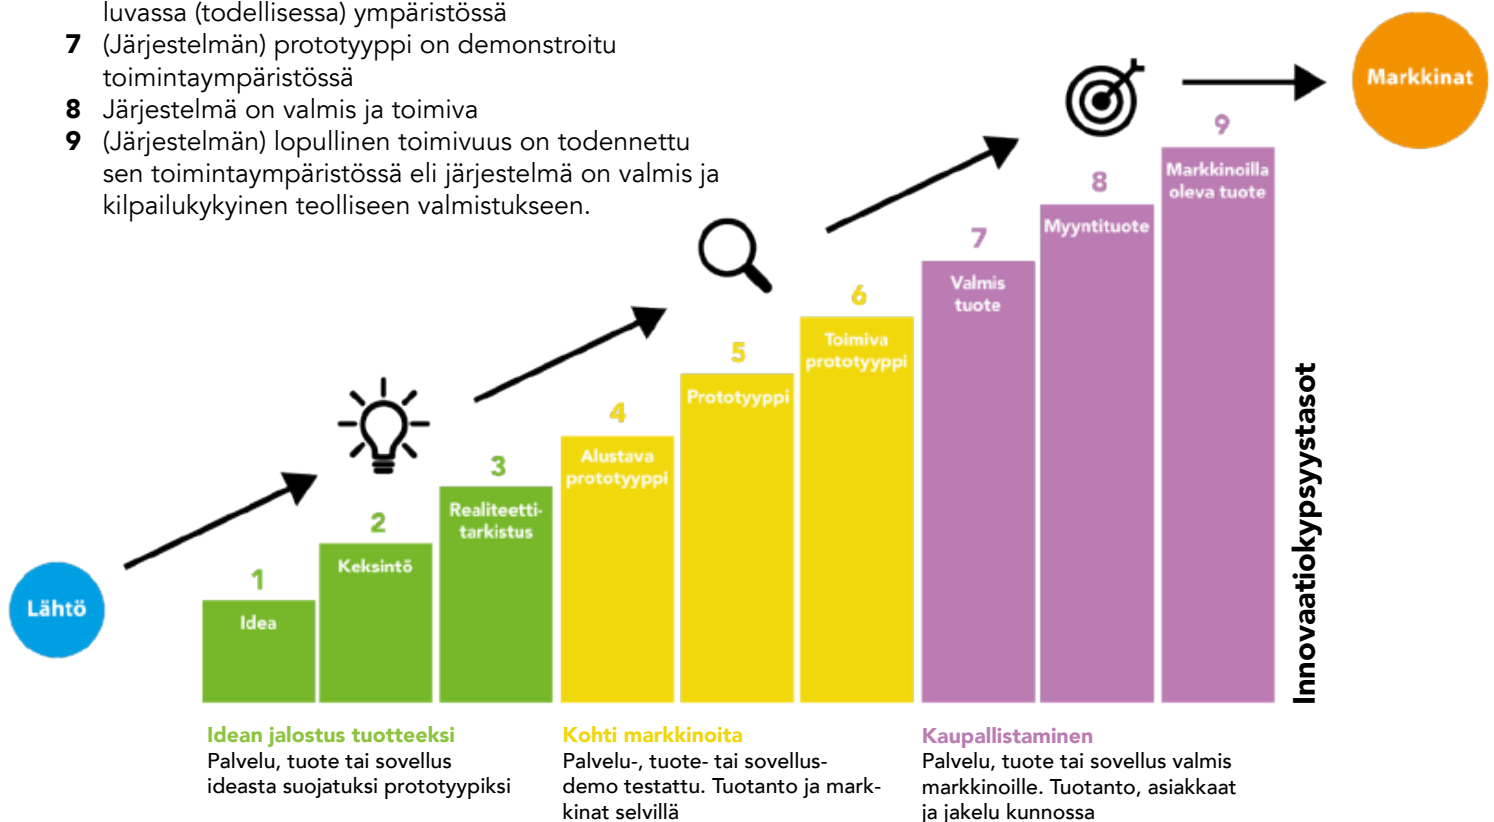 luvassa (todellisessa) ympäristössä
7 (Järjestelmän) prototyyppi on demonstroitu
toimintaympäristössä
8 Järjestelmä on valmis ja toimiva
9 (Järjestelmän) lopullinen toimivuus on todennettu
sen toimintaympäristössä eli järjestelmä on valmis ja
kilpailukykyinen teolliseen valmistukseen.
Markkinat
9
Markkinoilla
oleva tuote
8
Myyntituote
7
Valmis
tuote
6
Toimiva
prototyyppi
5
Prototyyppi
4
Alustava
prototyyppi
3
Realiteetti-
tarkistus
2
Keksintö
1
Idea
Lähtö
Innovaatiokypsyystasot
Idean jalostus tuotteeksi
Palvelu, tuote tai sovellus
ideasta suojatuksi prototyypiksi
Kohti markkinoita
Palvelu-, tuote- tai sovellus-
demo testattu. Tuotanto ja mark-
kinat selvillä
Kaupallistaminen
Palvelu, tuote tai sovellus valmis
markkinoille. Tuotanto, asiakkaat
ja jakelu kunnossa